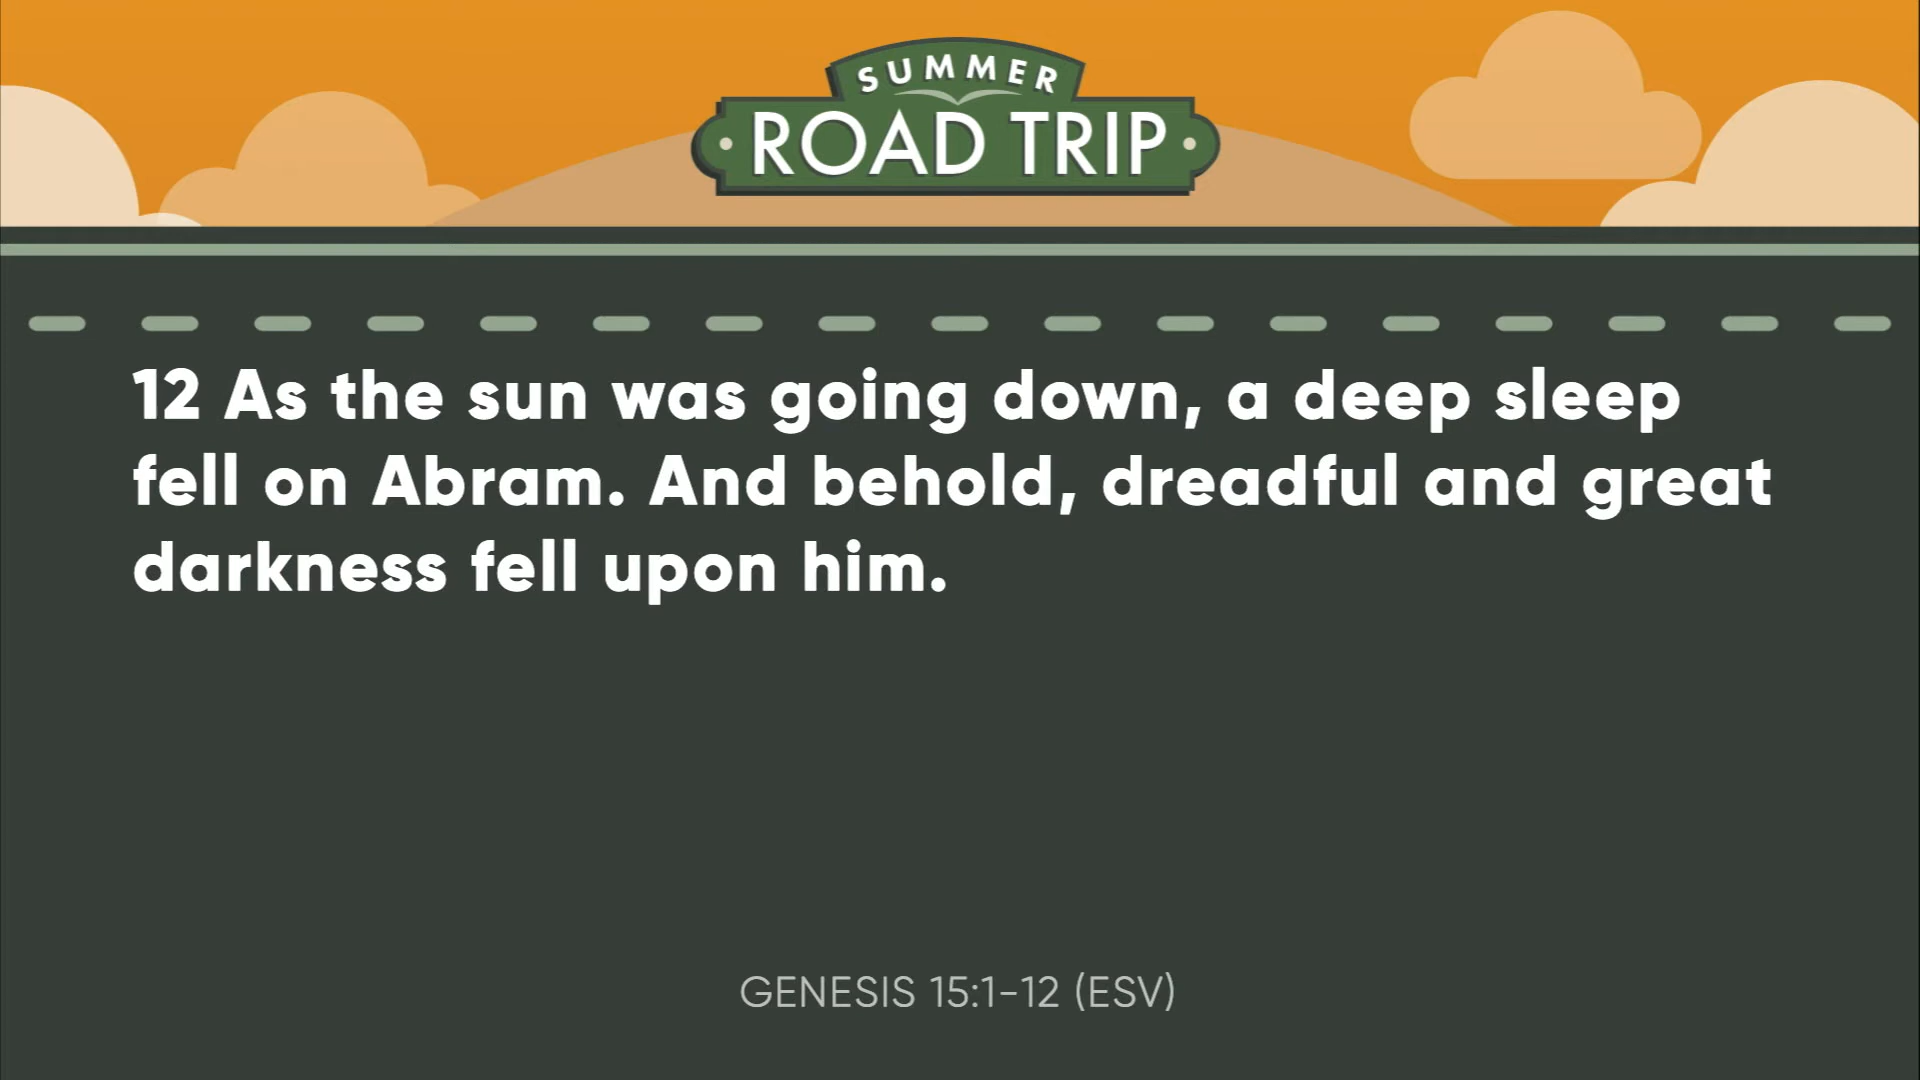 SUMMER
ROAD TRIP
12 As the sun was going down, a deep sleep
fell on Abram. And behold, dreadful and great
darkness fell upon him.
GENESIS 15:1-12 (ESV)